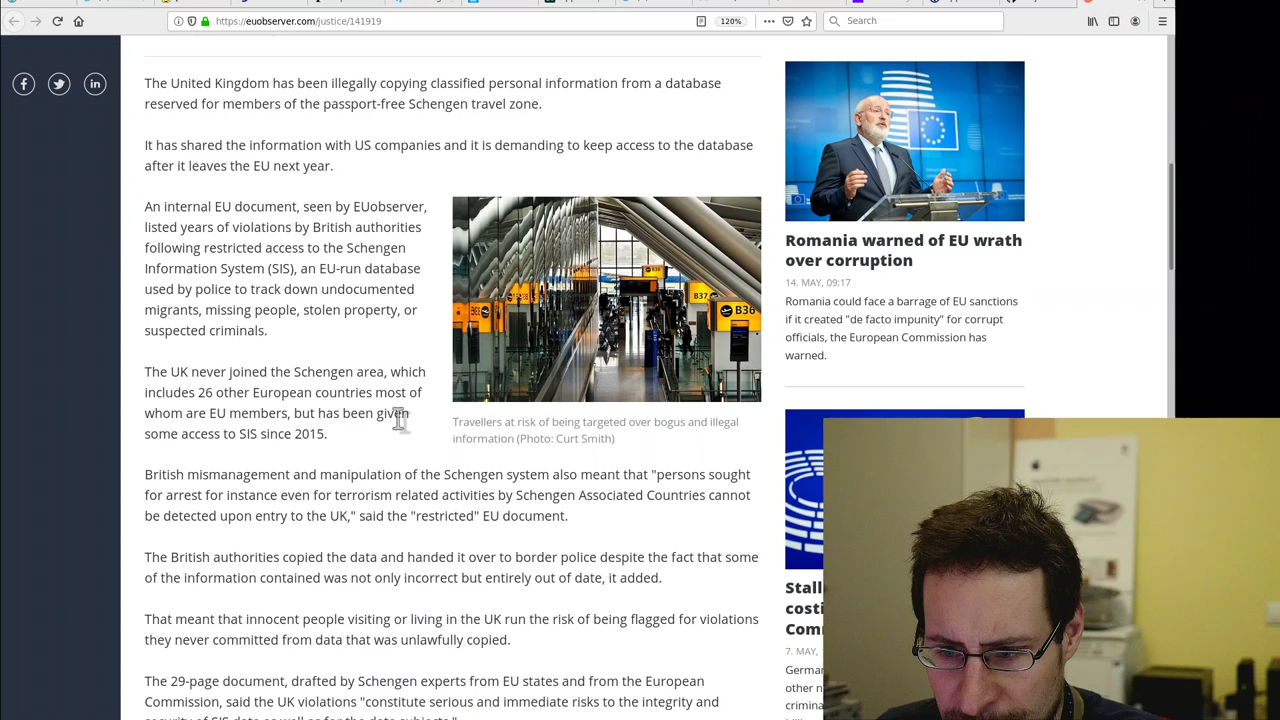 https://euobserver.com/justice/141919
120%
Search
The United Kingdom has been illegally copying classified personal information from a database
reserved for members of the passport-free Schengen travel zone.
It has shared the information with US companies and it is demanding to keep access to the database
after it leaves the EU next year.
An internal EU document, seen by EUobserver,
listed years of violations by British authorities
following restricted access to the Schengen
Information System (SIS), an EU-run database
used by police to track down undocumented
migrants, missing people, stolen property, or
suspected criminals.
The UK never joined the Schengen area, which
includes 26 other European countries most of
whom are EU members, but has been given
some access to SIS since 2015.
B37
B36
Travellers at risk of being targeted over bogus and illegal
information (Photo: Curt Smith)
British mismanagement and manipulation of the Schengen system also meant that "persons sought
for arrest for instance even for terrorism related activities by Schengen Associated Countries cannot
be detected upon entry to the UK," said the "restricted" EU document.
The British authorities copied the data and handed it over to border police despite the fact that some
of the information contained was not only incorrect but entirely out of date, it added.
That meant that innocent people visiting or living in the UK run the risk of being flagged for violations
they never committed from data that was unlawfully copied.
The 29-page document, drafted by Schengen experts from EU states and from the European
Commission, said the UK violations "constitute serious and immediate risks to the integrity and
Romania warned of EU wrath
over corruption
14. MAY, 09:17
Romania could face a barrage of EU sanctions
if it created "de facto impunity" for corrupt
officials, the European Commission has
warned.
Stall
costi
Com
7. MAY,
German
other n
crimina